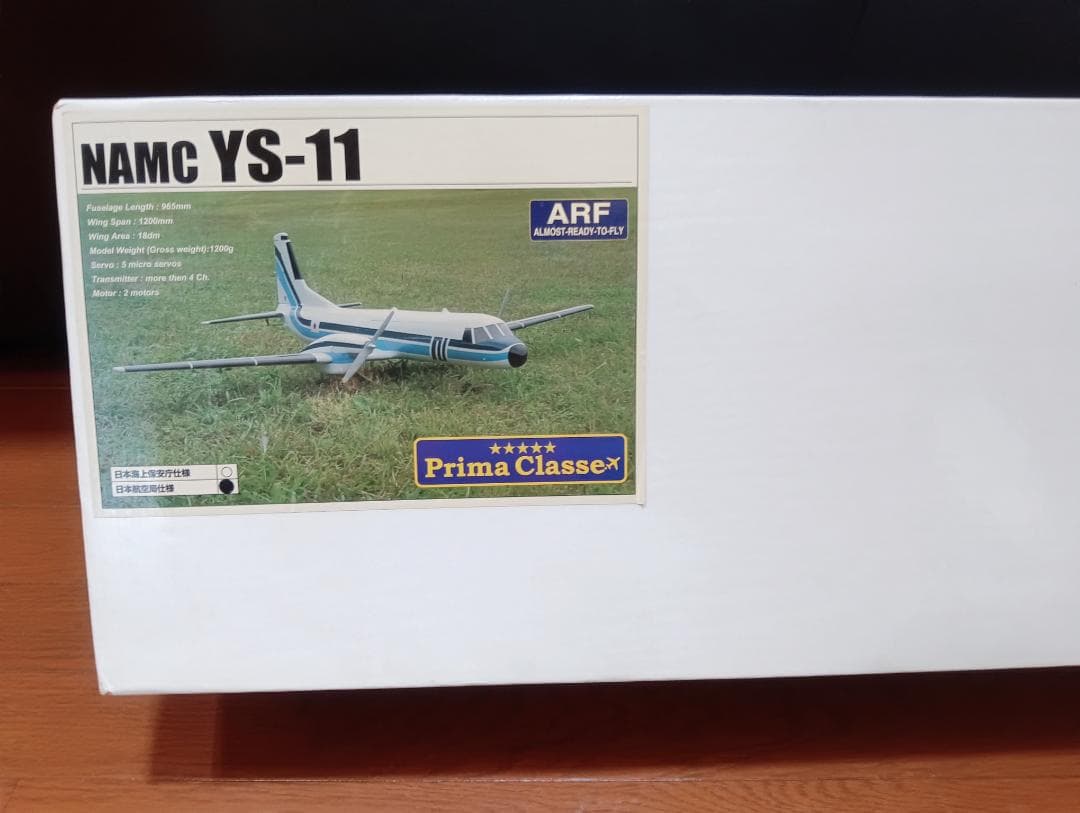 NAMC YS-11
Fuselage Length : 965mm
Wing Span : 1200mm
Wing Area : 18dm
Model Weight (Gross weight):1200g
Servo : 5 micro servos
Transmitter : more then 4 Ch.
Motor : 2 motors
ARF
ALMOST-READY-TO-FLY
★★★★★
Prima Classe
日本海上保安庁仕様
日本航空局仕様